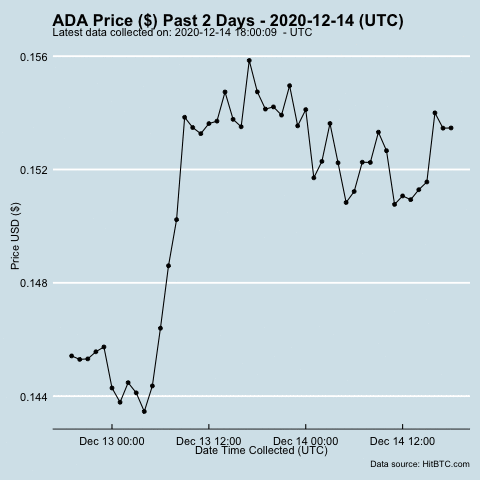 ADA Price ($) Past 2 Days - 2020-12-14 (UTC)
Latest data collected on: 2020-12-14 18:00:09 - UTC
0.156
0.152
0.148
0.144
Price USD ($)
Dec 13 00:00 Dec 13 12:00 Dec 14 00:00 Dec 14 12:00
Date Time Collected (UTC)
Data source: HitBTC.com